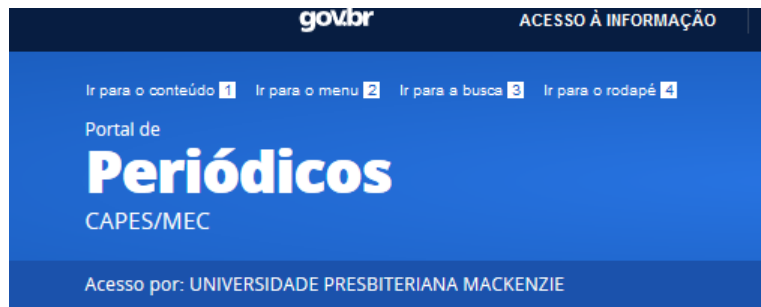 gov.br ACESSO À INFORMAÇÃO
Ir para o conteúdo 1 Ir para o menu 2 Ir para a busca 3 Ir para o rodapé 4
Portal de
Periódicos
CAPES/MEC
Acesso por: UNIVERSIDADE PRESBITERIANA MACKENZIE